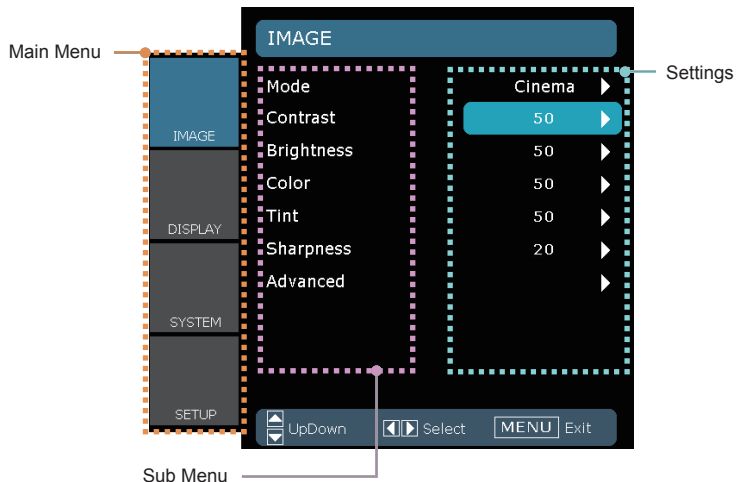 IMAGE
Main Menu
Settings
Mode Cinema
Contrast 50
IMAGE
Brightness 50
Color 50
Tint 50
DISPLAY
Sharpness 20
Advanced
SYSTEM
SETUP
UpDown Select MENU Exit
Sub Menu